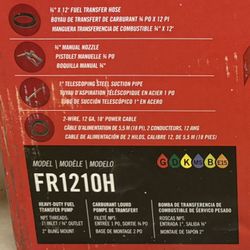 ¾" X 12' FUEL TRANSFER HOSE
BOYAU DE TRANSFERT DE CARBURANT ¾ PO X 12 PI
MANGUERA TRANSFERENCIA DE COMBUSTIBLE ¾" X 12'
¾" MANUAL NOZZLE
PISTOLET MANUELLE ¾ PO
BOQUILLA MANUAL ¾"
1" TELESCOPING STEEL SUCTION PIPE
TUYAU D'ASPIRATION TÉLESCOPIQUE EN ACIER 1 PO
TUBO DE SUCCIÓN TELESCÓPICO 1" EN ACERO
2-WIRE, 12 GA, 18' POWER CABLE
CÂBLE D'ALIMENTATION DE 5,5 M (18 PI), 2 CONDUCTEURS, 12 AWG
CABLE DE ALIMENTACIÓN DE 2 HILOS, CALIBRE 12, DE 5,5 M (18 PIES)
MODEL | MODÈLE | MODELO
FR1210H
G D K M5 B E15
HEAVY-DUTY FUEL
TRANSFER PUMP
NPT THREADS:
1" INLET / ¾" OUTLET
2" BUNG MOUNT
CARBURANT LOURD
POMPE DE TRANSFERT
FILETS NPT:
ENTRÉE 1 PO, SORTIE ¾ PO
BASE DE MONTAGE 2 PO
BOMBA DE TRANSFERENCIA DE
COMBUSTIBLE DE SERVICIO PESADO
ROSCAS NPT:
ENTRADA 1", SALIDA ¾"
MONTAJE DE 2"